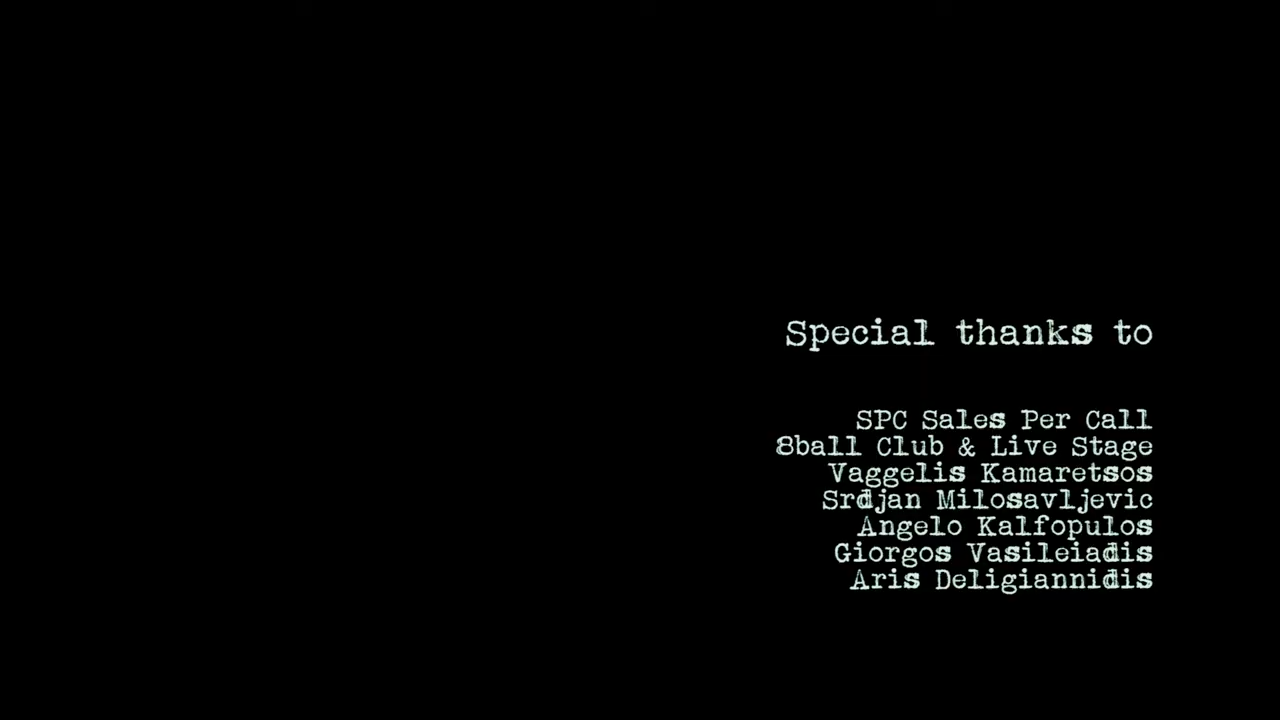 Special thanks to
SPC Sales Per Call
8ball Club & Live Stage
Vaggelis Kamaretsos
Srdjan Milosavljevic
Angelo Kalfopulos
Giorgos Vasileiadis
Aris Deligiannidis